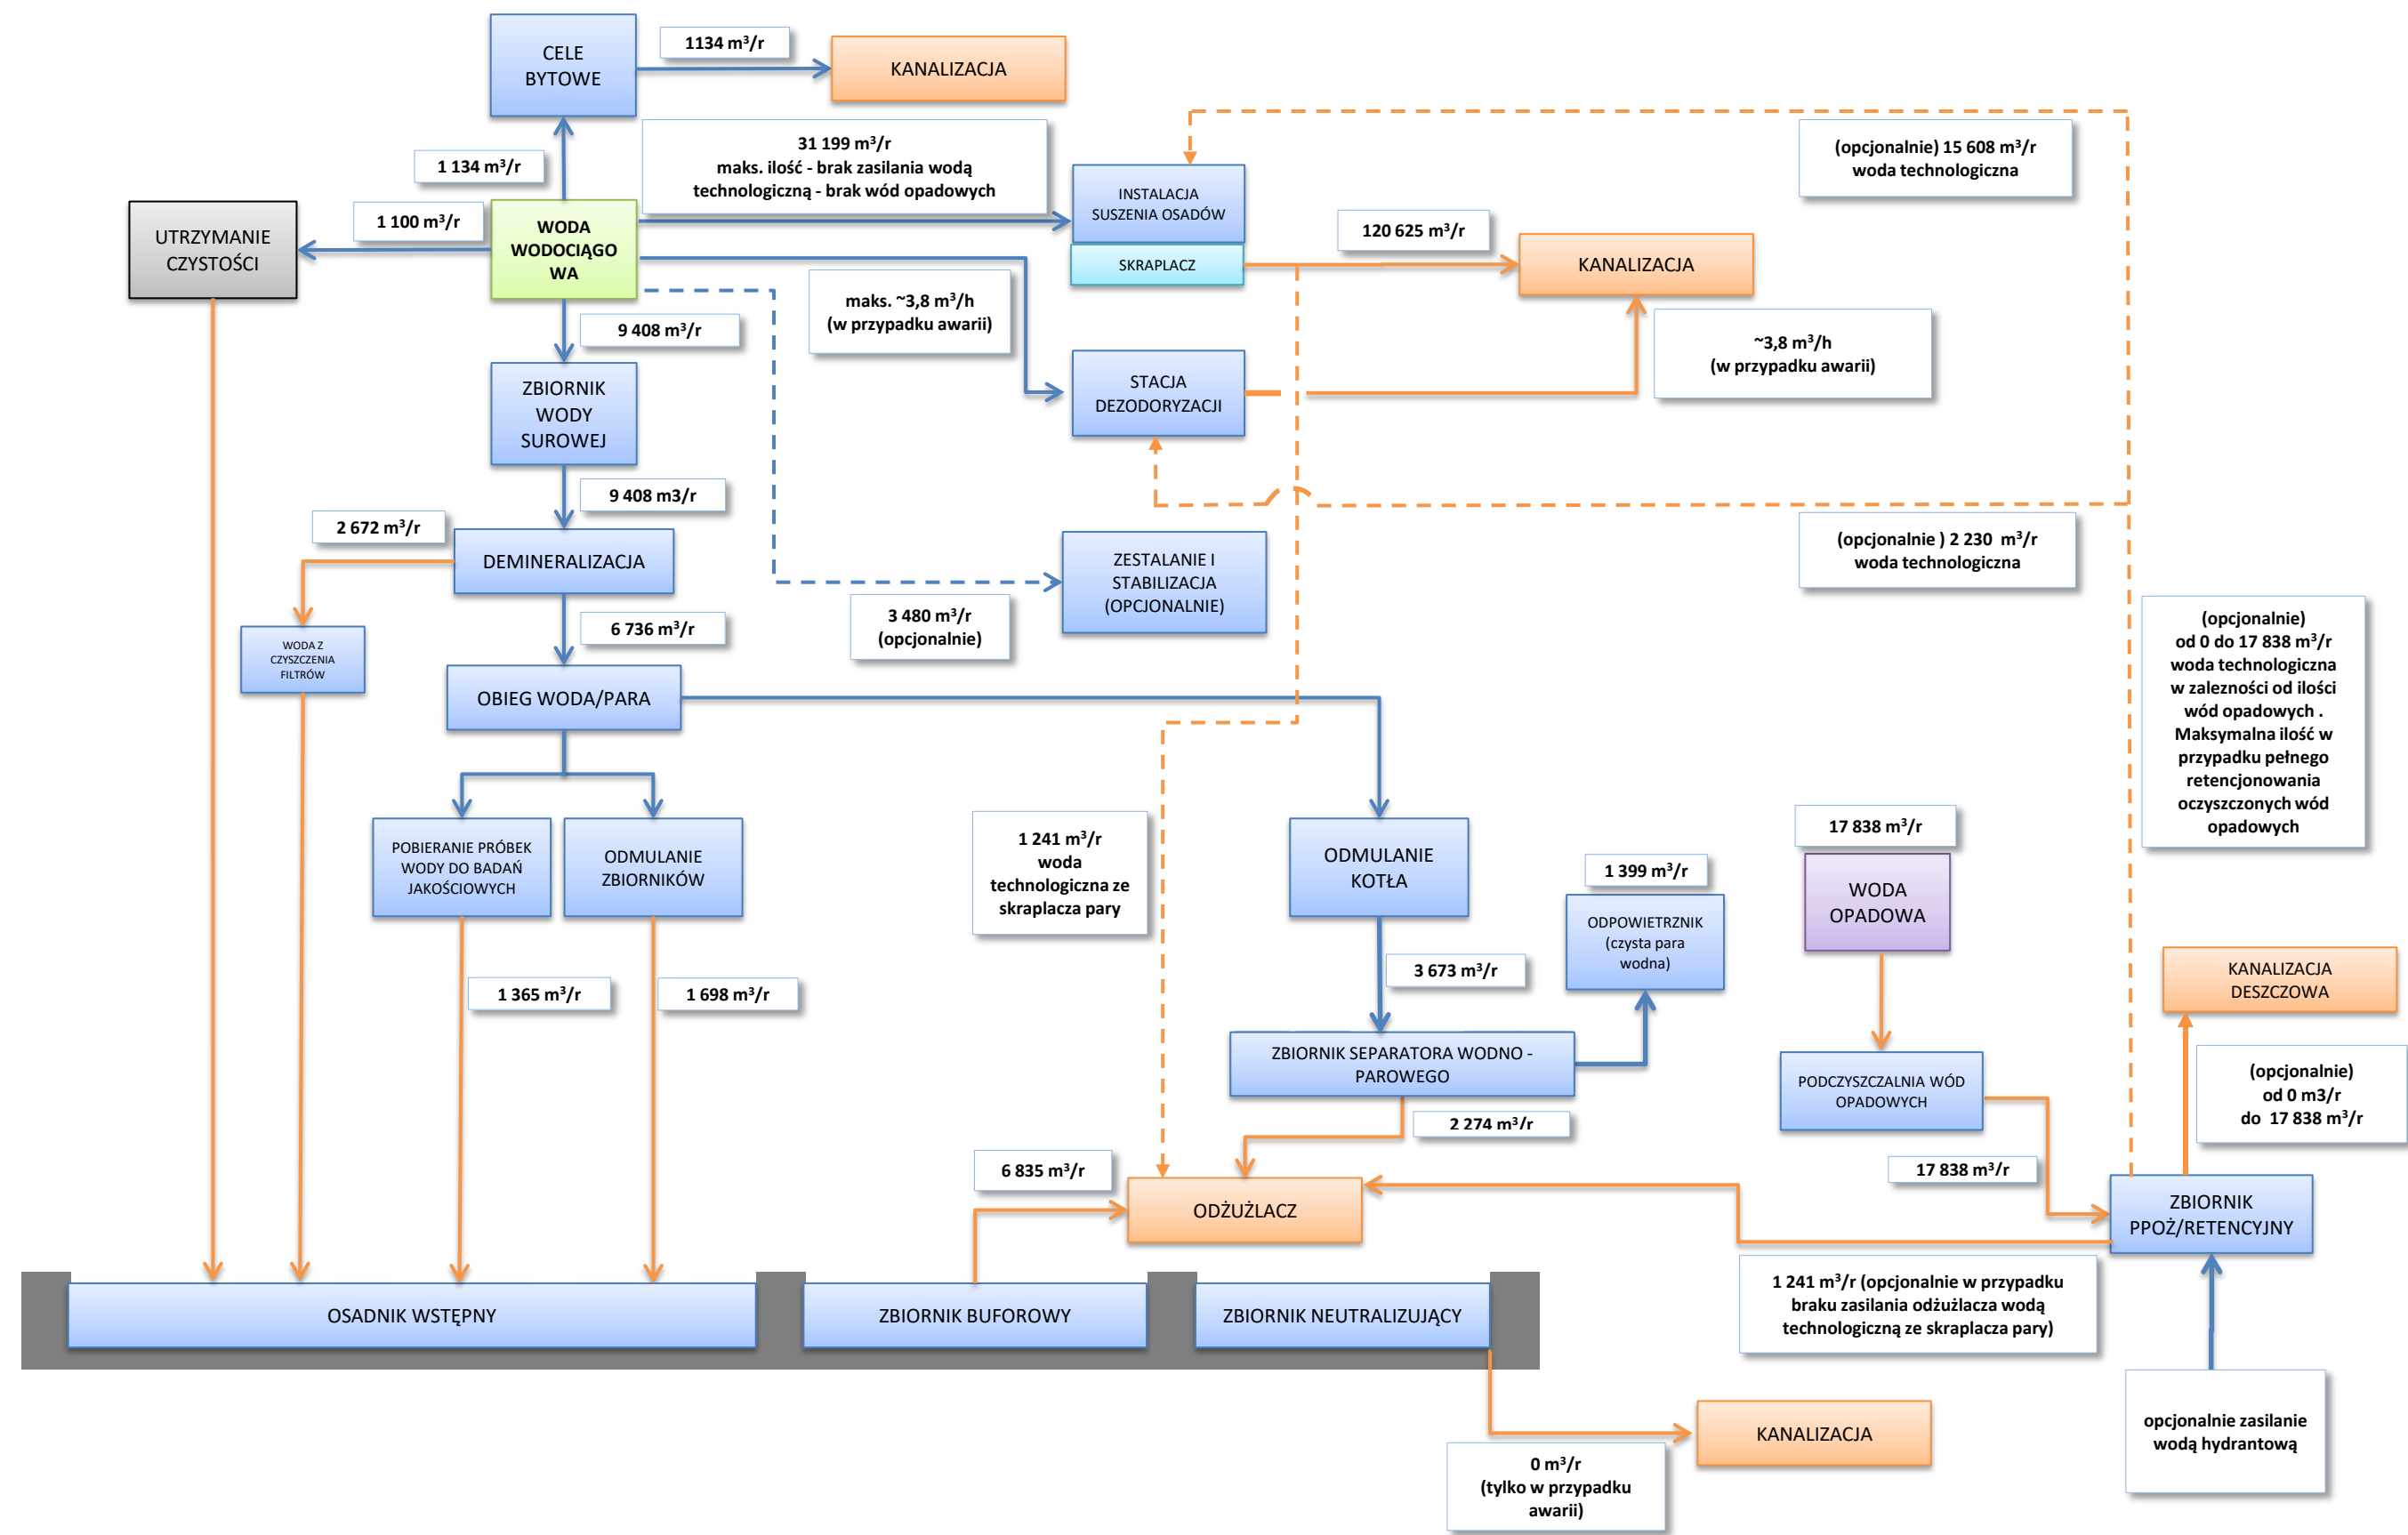 CELE
BYTOWE
1134 m³/r
KANALIZACJA
1 134 m³/r
31 199 m³/r
maks. ilość - brak zasilania wodą
technologiczną - brak wód opadowych
(opcjonalnie) 15 608 m³/r
woda technologiczna
UTRZYMANIE
CZYSTOŚCI
1 100 m³/r
WODA
WODOCIĄGO
WA
INSTALACJA
SUSZENIA OSADÓW
SKRAPLACZ
120 625 m³/r
KANALIZACJA
9 408 m³/r
maks. ~3,8 m³/h
(w przypadku awarii)
~3,8 m³/h
(w przypadku awarii)
ZBIORNIK
WODY
SUROWEJ
STACJA
DEZODORYZACJI
9 408 m3/r
2 672 m³/r
DEMINERALIZACJA
ZESTALANIE I
STABILIZACJA
(OPCJONALNIE)
(opcjonalnie ) 2 230 m³/r
woda technologiczna
3 480 m³/r
(opcjonalnie)
6 736 m³/r
WODA Z
CZYSZCZENIA
FILTRÓW
OBIEG WODA/PARA
(opcjonalnie)
od 0 do 17 838 m³/r
woda technologiczna
w zalezności od ilości
wód opadowych .
Maksymalna ilość w
przypadku pełnego
retencjonowania
oczyszczonych wód
opadowych
POBIERANIE PRÓBEK
WODY DO BADAŃ
JAKOŚCIOWYCH
ODMULANIE
ZBIORNIKÓW
1 241 m³/r
woda
technologiczna ze
skraplacza pary
ODMULANIE
KOTŁA
1 399 m³/r
ODPOWIETRZNIK
(czysta para
wodna)
17 838 m³/r
WODA
OPADOWA
1 365 m³/r
1 698 m³/r
3 673 m³/r
KANALIZACJA
DESZCZOWA
ZBIORNIK SEPARATORA WODNO -
PAROWEGO
PODCZYSZCZALNIA WÓD
OPADOWYCH
(opcjonalnie)
od 0 m3/r
do 17 838 m³/r
2 274 m³/r
6 835 m³/r
17 838 m³/r
ODŻUŻLACZ
ZBIORNIK
PPOŻ/RETENCYJNY
OSADNIK WSTĘPNY
ZBIORNIK BUFOROWY
ZBIORNIK NEUTRALIZUJĄCY
1 241 m³/r (opcjonalnie w przypadku
braku zasilania odżużlacza wodą
technologiczną ze skraplacza pary)
KANALIZACJA
opcjonalnie zasilanie
wodą hydrantową
0 m³/r
(tylko w przypadku
awarii)